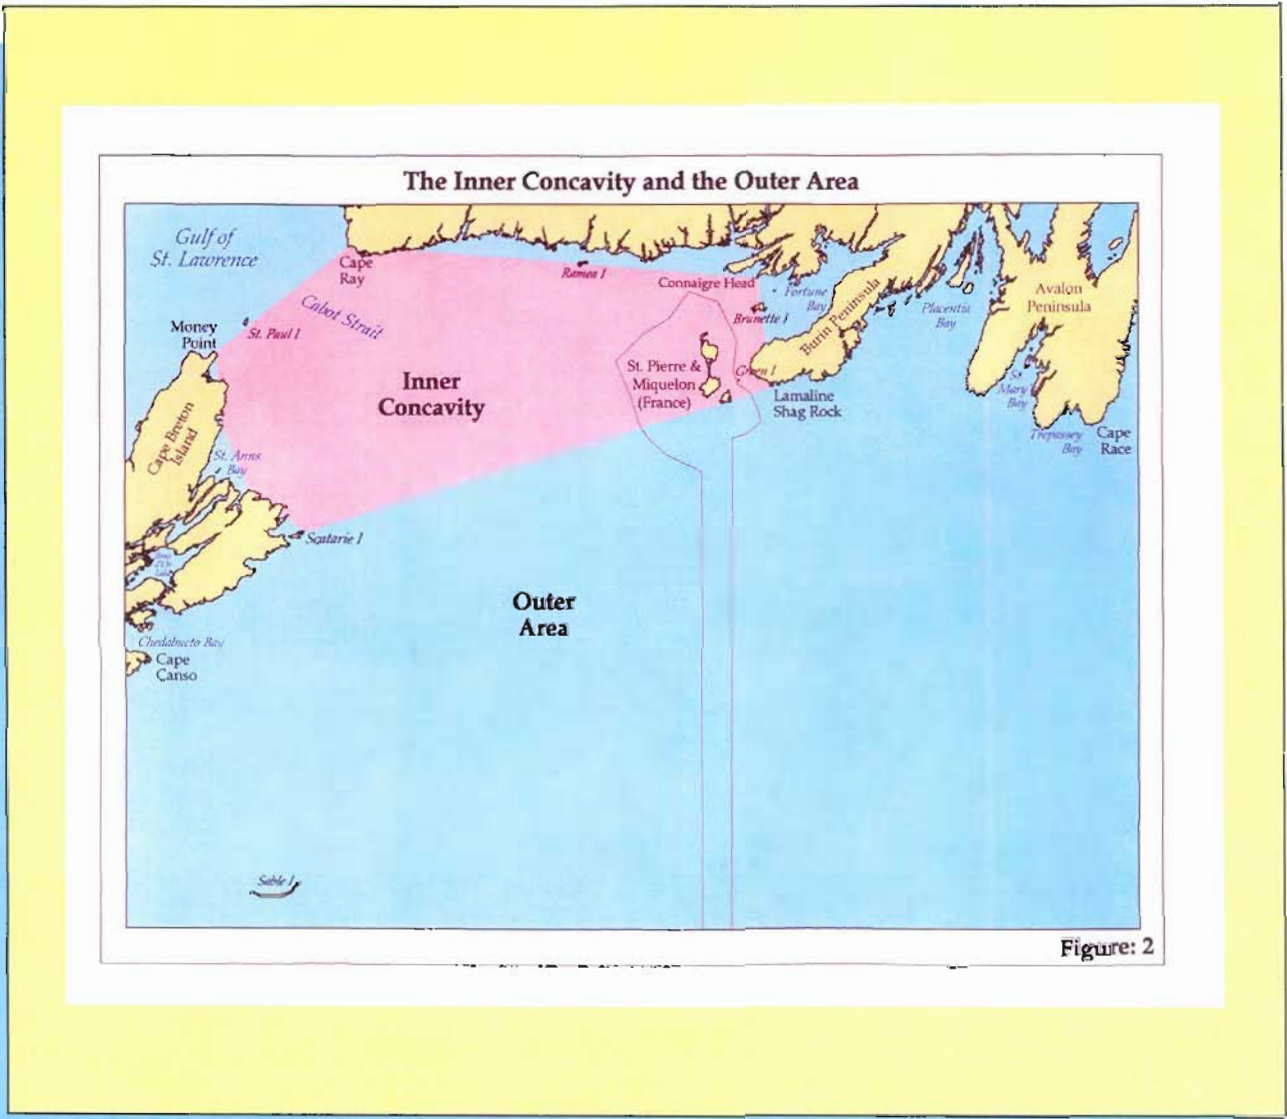 The Inner Concavity and the Outer Area
Gulf of
St. Lawrence
Cape
Ray
Ramea I
Connaigre Head
Fortune
Bay
Avalon
Peninsula
Cabot Strait
Money
Point
St. Paul I
Brunette I
Burin Peninsula
Placentia
Bay
Inner
Concavity
St. Pierre &
Miquelon
(France)
Green I
Lamaline
Shag Rock
St.
Mary
Bay
Cape Breton
Island
St. Anns
Bay
Trepassey
Bay
Cape
Race
Scatarie I
Outer
Area
Chedabucto Bay
Cape
Canso
Sable I
Figure: 2